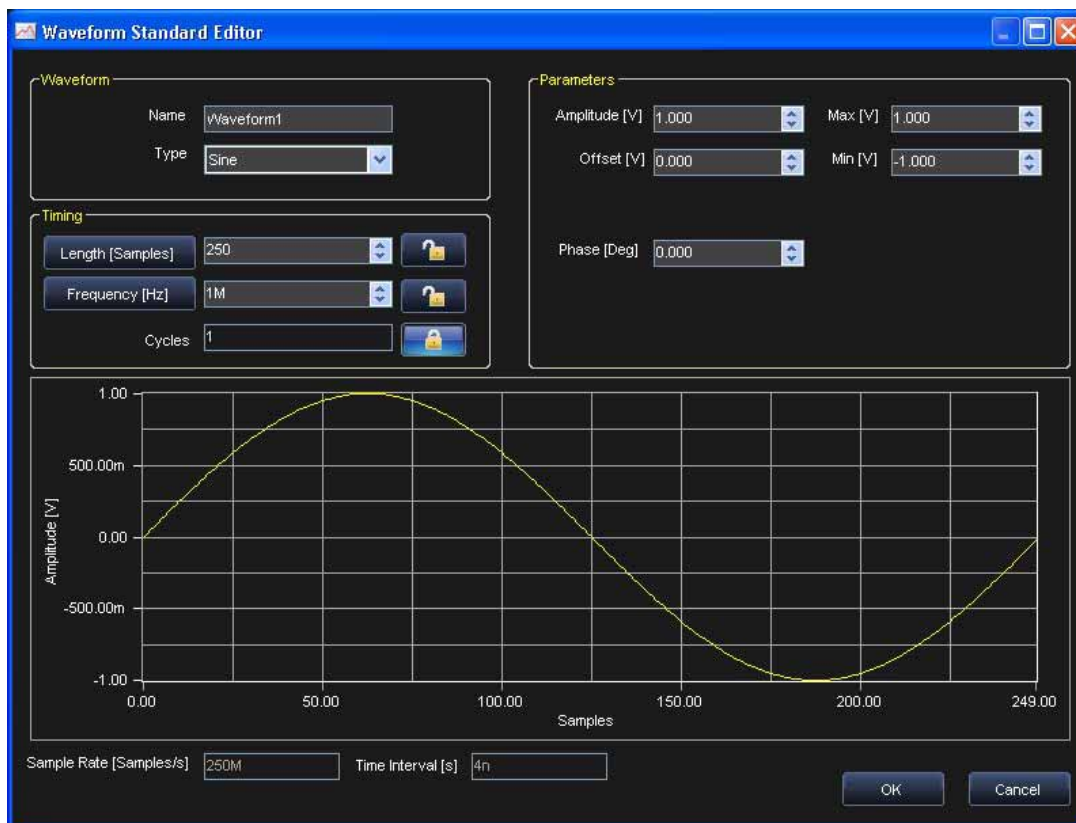 Waveform Standard Editor
Waveform
Name Waveform1
Type Sine
Timing
Length [Samples] 250
Frequency [Hz] 1M
Cycles 1
Parameters
Amplitude [V] 1.000 Max [V] 1.000
Offset [V] 0.000 Min [V] -1.000
Phase [Deg] 0.000
Amplitude [V]
1.00
500.00m
0.00
-500.00m
-1.00
0.00 50.00 100.00 150.00 200.00 249.00
Samples
Sample Rate [Samples/s] 250M Time Interval [s] 4n
OK Cancel